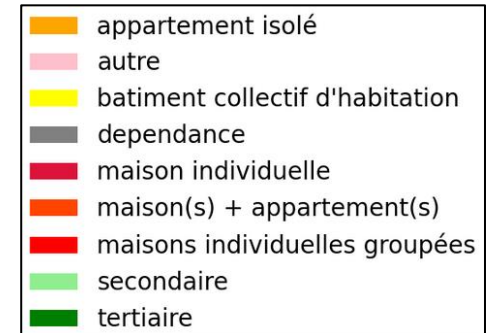 appartement isolé
autre
batiment collectif d'habitation
dependance
maison individuelle
maison(s) + appartement(s)
maisons individuelles groupées
secondaire
tertiaire